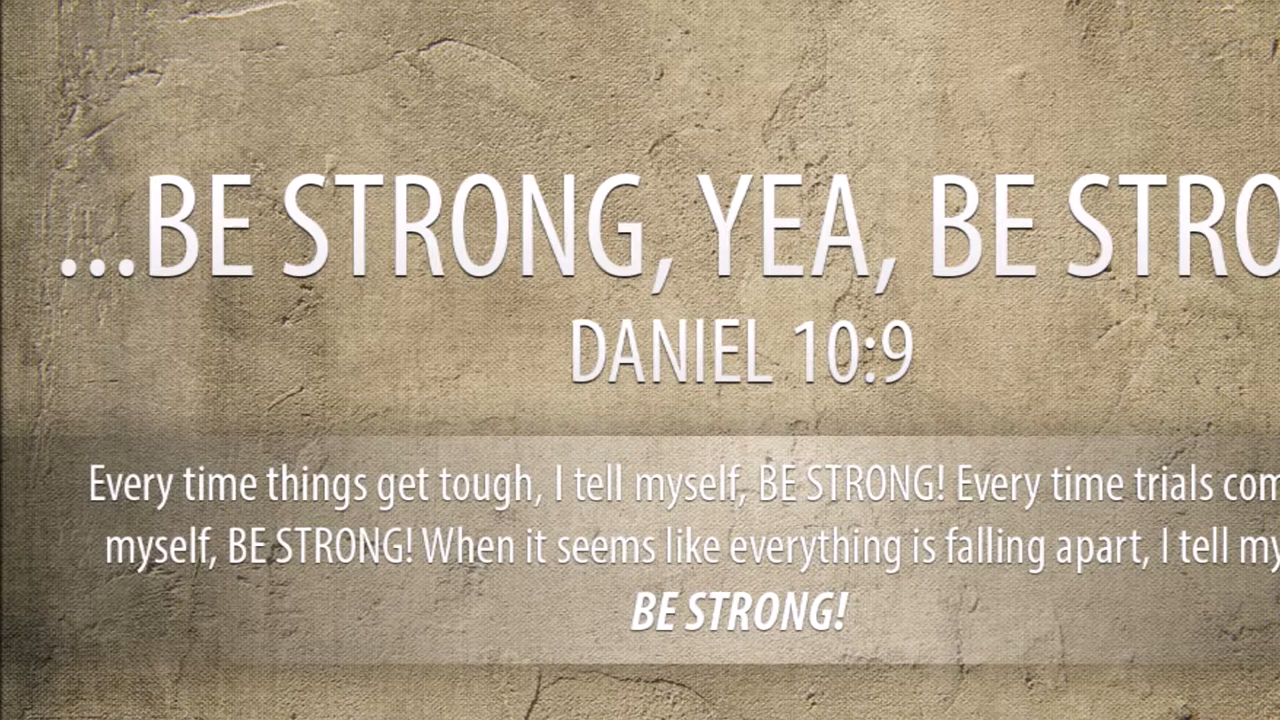 ...BE STRONG, YEA, BE STRO
DANIEL 10:9
Every time things get tough, I tell myself, BE STRONG! Every time trials com
myself, BE STRONG! When it seems like everything is falling apart, I tell my
BE STRONG!